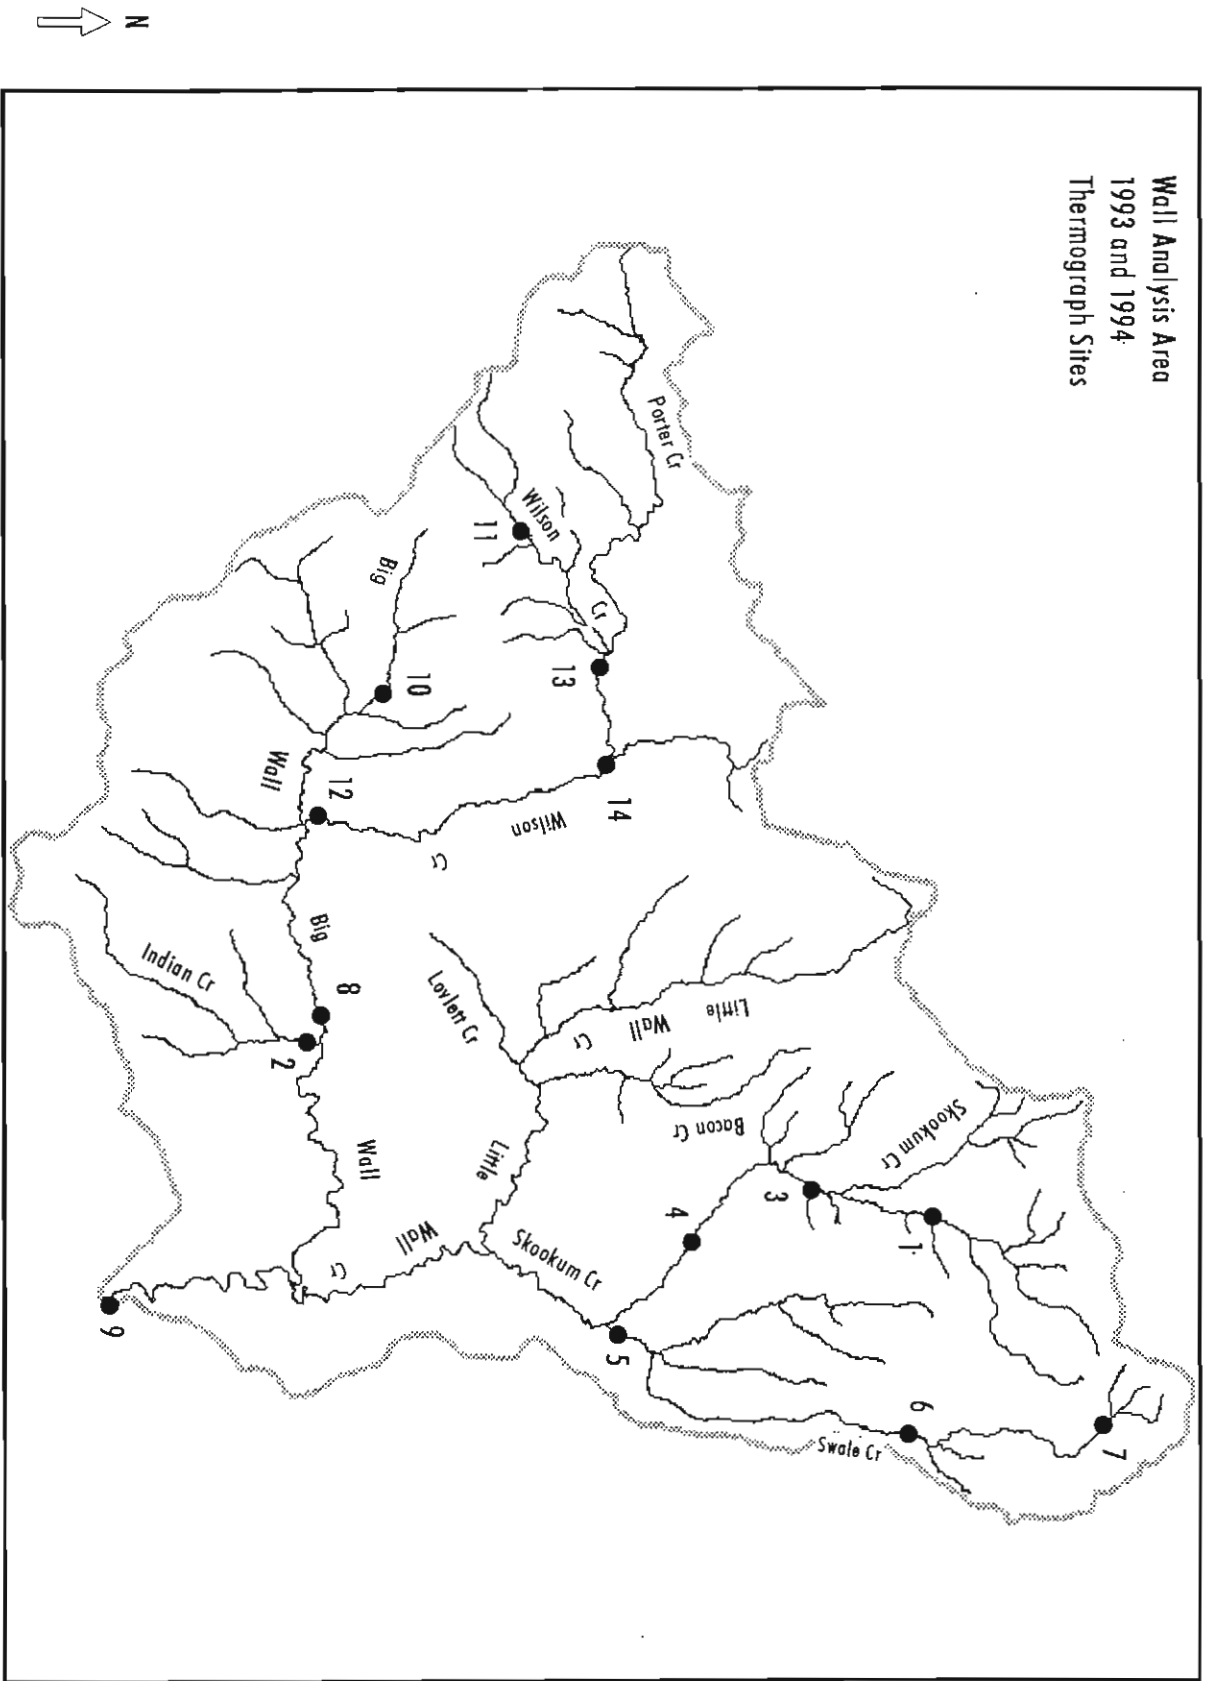 N
Wall Analysis Area
1993 and 1994
Thermograph Sites
Porter Cr
Wilson
Cr
11
13
Big
10
Wall
12
14
Wilson
Cr
Big
8
Indian Cr
2
Lovlett Cr
Little
Wall
Cr
Bacon Cr
Skookum Cr
3
1
4
Little
Wall
Wall
Cr
Skookum Cr
5
6
7
Swale Cr
9